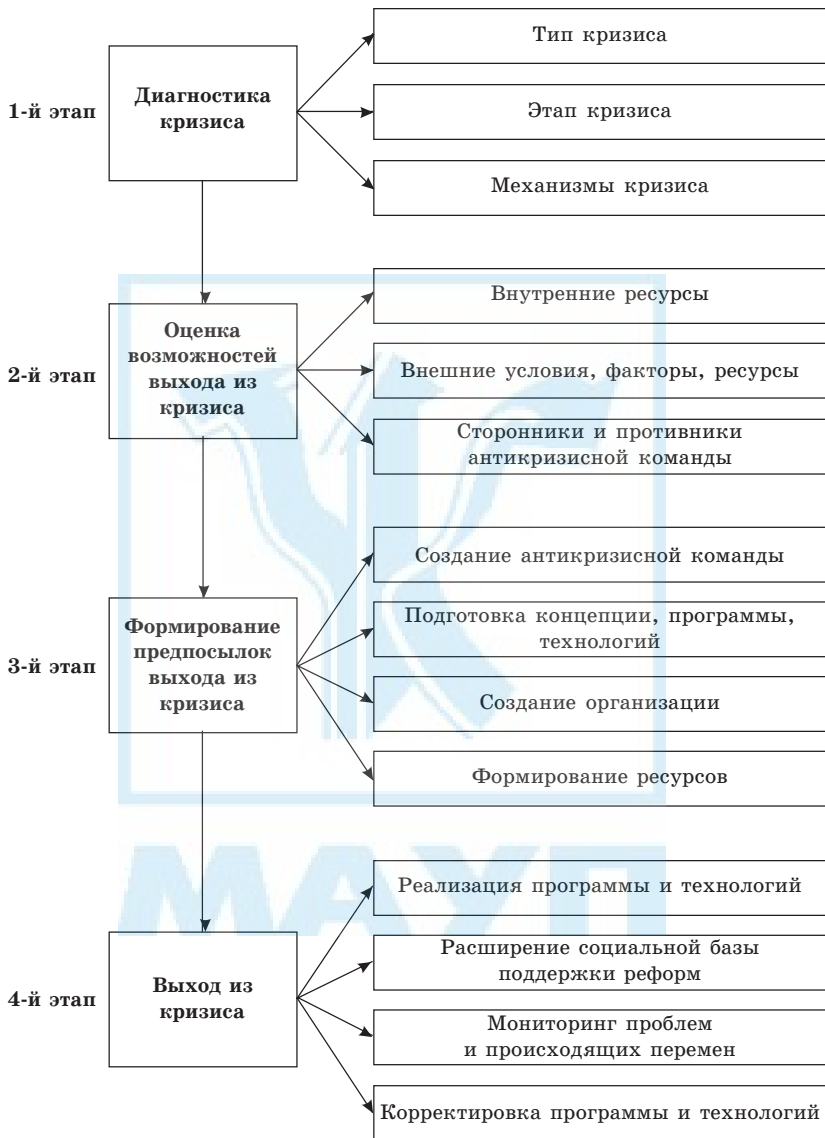 Тип кризиса
1-й этап
Диагностика
кризиса
Этап кризиса
Механизмы кризиса
Внутренние ресурсы
2-й этап
Оценка
возможностей
выхода из
кризиса
Внешние условия, факторы, ресурсы
Сторонники и противники
антикризисной команды
Создание антикризисной команды
3-й этап
Формирование
предпосылок
выхода из
кризиса
Подготовка концепции, программы,
технологий
Создание организации
Формирование ресурсов
МАУП
Реализация программы и технологий
4-й этап
Выход из
кризиса
Расширение социальной базы
поддержки реформ
Мониторинг проблем
и происходящих перемен
Корректировка программы и технологий